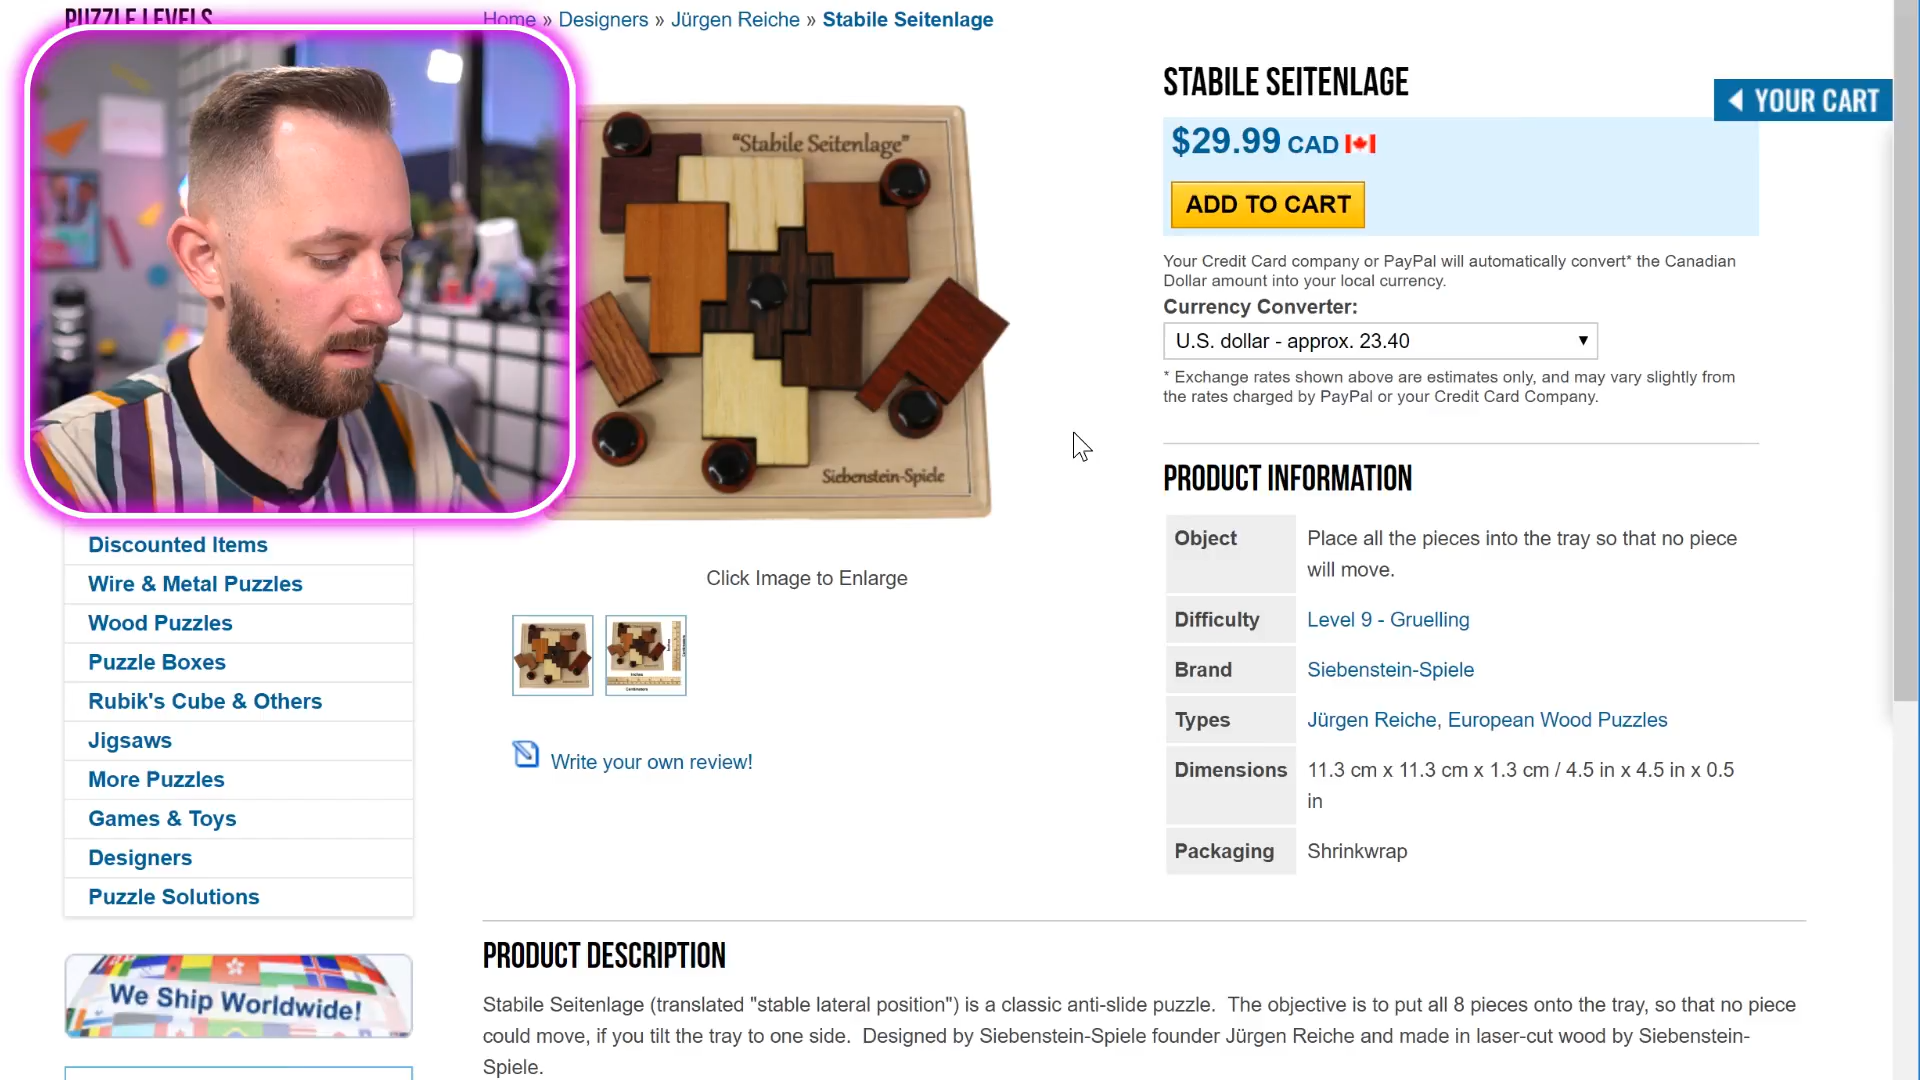 PUZZLE LEVELS
Home » Designers » Jürgen Reiche » Stabile Seitenlage
"Stabile Seitenlage"
Siebenstein-Spiele
STABILE SEITENLAGE
YOUR CART
$29.99 CAD
ADD TO CART
Your Credit Card company or PayPal will automatically convert* the Canadian
Dollar amount into your local currency.
Currency Converter:
U.S. dollar - approx. 23.40
* Exchange rates shown above are estimates only, and may vary slightly from
the rates charged by PayPal or your Credit Card Company.
PRODUCT INFORMATION
Object Place all the pieces into the tray so that no piece
will move.
Difficulty Level 9 - Gruelling
Brand Siebenstein-Spiele
Types Jürgen Reiche, European Wood Puzzles
Dimensions 11.3 cm x 11.3 cm x 1.3 cm / 4.5 in x 4.5 in x 0.5
in
Packaging Shrinkwrap
Click Image to Enlarge
Write your own review!
Discounted Items
Wire & Metal Puzzles
Wood Puzzles
Puzzle Boxes
Rubik's Cube & Others
Jigsaws
More Puzzles
Games & Toys
Designers
Puzzle Solutions
We Ship Worldwide!
PRODUCT DESCRIPTION
Stabile Seitenlage (translated "stable lateral position") is a classic anti-slide puzzle. The objective is to put all 8 pieces onto the tray, so that no piece
could move, if you tilt the tray to one side. Designed by Siebenstein-Spiele founder Jürgen Reiche and made in laser-cut wood by Siebenstein-
Spiele.